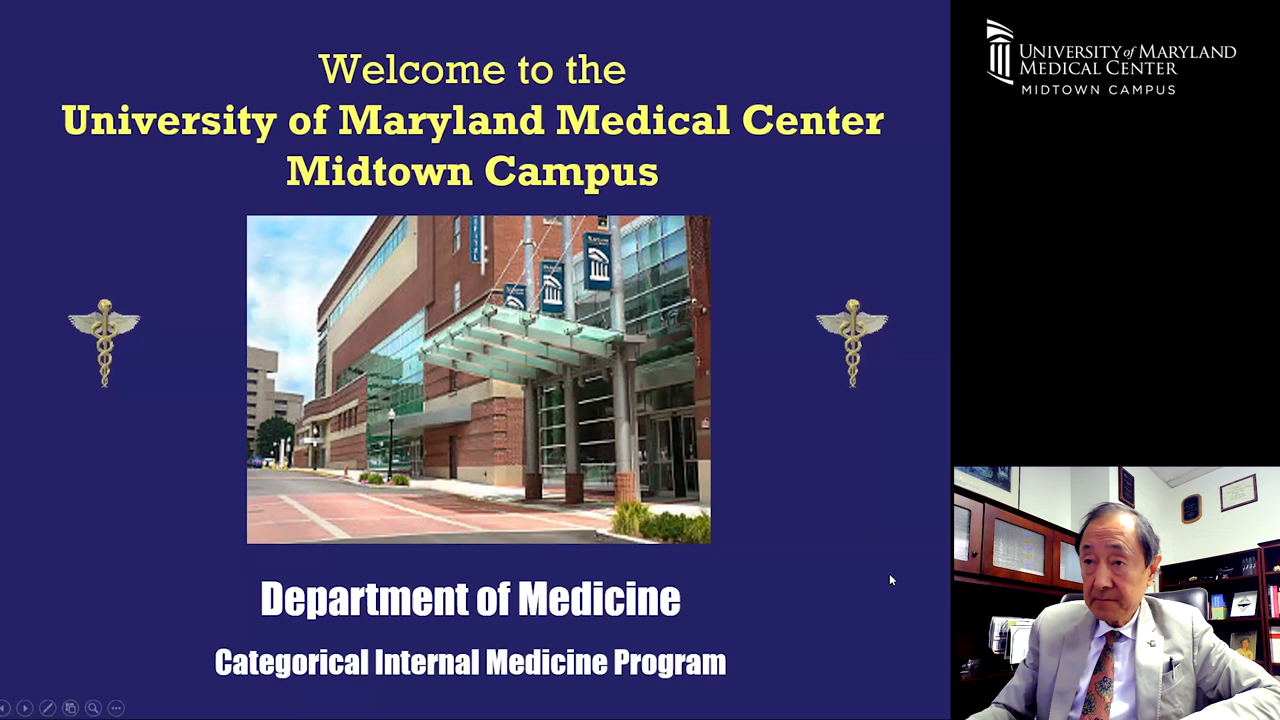 Welcome to the
University of Maryland Medical Center
Midtown Campus
Department of Medicine
Categorical Internal Medicine Program
UNIVERSITY of MARYLAND
MEDICAL CENTER
MIDTOWN CAMPUS